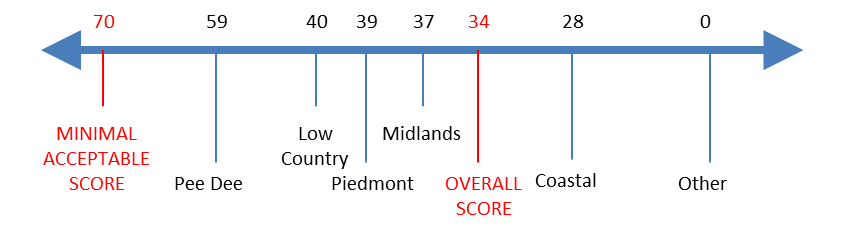 70 59 40 39 37 34 28 0
MINIMAL
ACCEPTABLE
SCORE
Pee Dee
Low
Country
Piedmont
Midlands
OVERALL
SCORE
Coastal
Other